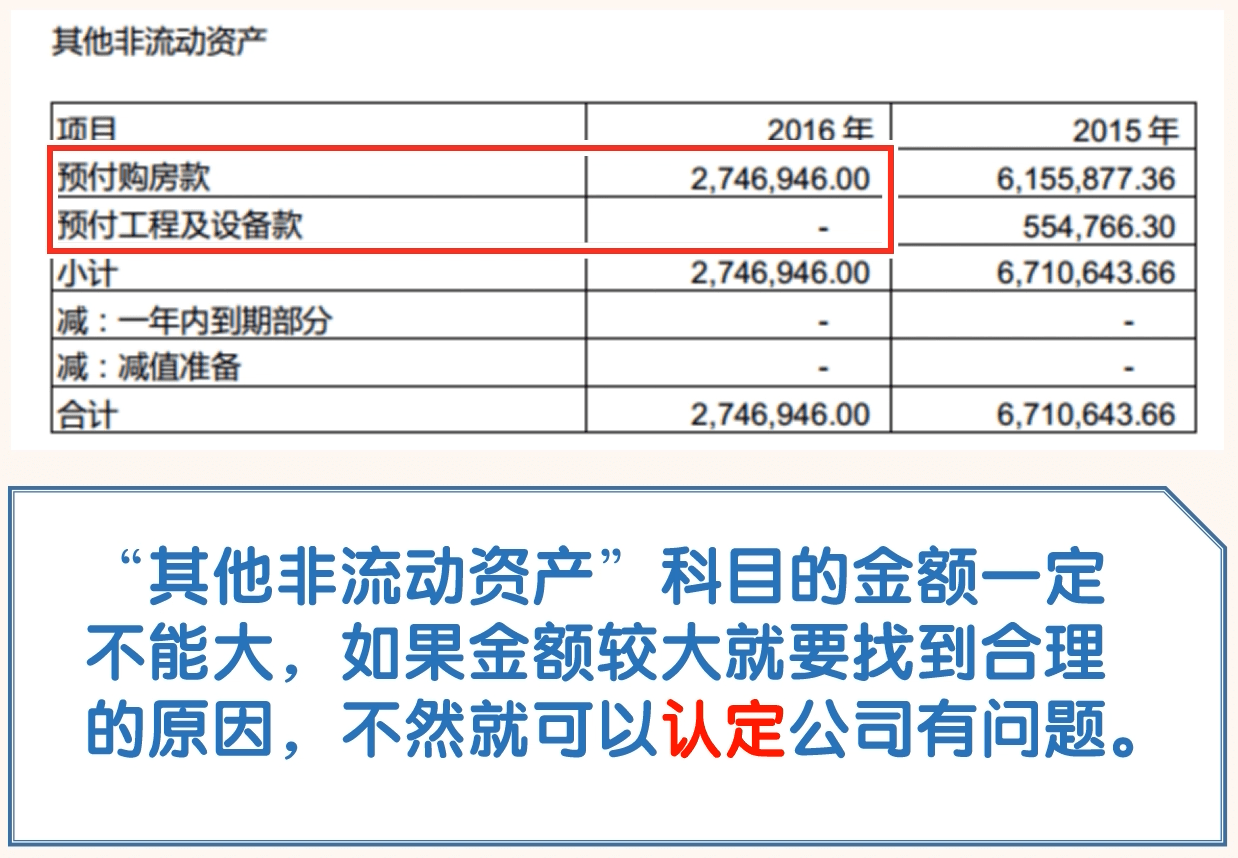 其他非流动资产
项目 2016 年 2015 年
预付购房款 2,746,946.00 6,155,877.36
预付工程及设备款 - 554,766.30
小计 2,746,946.00 6,710,643.66
减：一年内到期部分 - -
减：减值准备 - -
合计 2,746,946.00 6,710,643.66
“其他非流动资产”科目的金额一定
不能大，如果金额较大就要找到合理
的原因，不然就可以认定公司有问题。